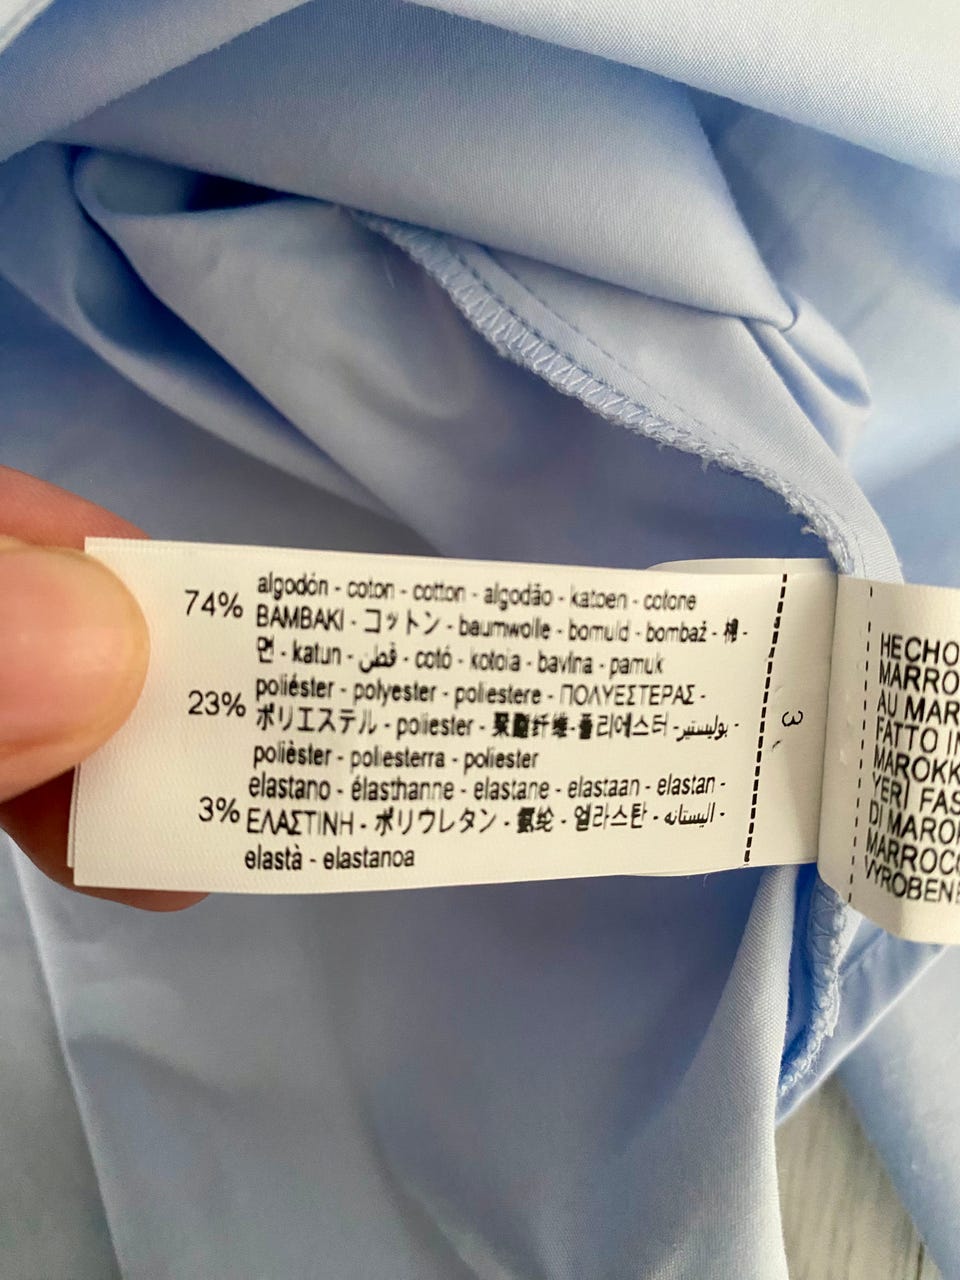 74% algodón - coton - cotton - algodão - katoen - cotone
BAMBAKI - コットン - baumwolle - bomuld - bombaž - 棉 -
면 - katun - قطن - cotó - kotoia - bavlna - pamuk
23% poliéster - polyester - poliestere - ΠΟΛΥΕΣΤΕΡΑΣ -
ポリエステル - poliester - 聚酯纤维 - 폴리에스터 - بوليستير -
polièster - poliesterra - poliester
3% elastano - élasthanne - elastane - elastaan - elastan -
ΕΛΑΣΤΙΝΗ - ポリウレタン - 氨纶 - 엘라스탄 - اليستانه -
elastà - elastanoa
3
HECHO
MARRO
AU MAR
FATTO IN
MAROKK
YERİ FAS
DI MAROK
MARROCO
VYROBENE